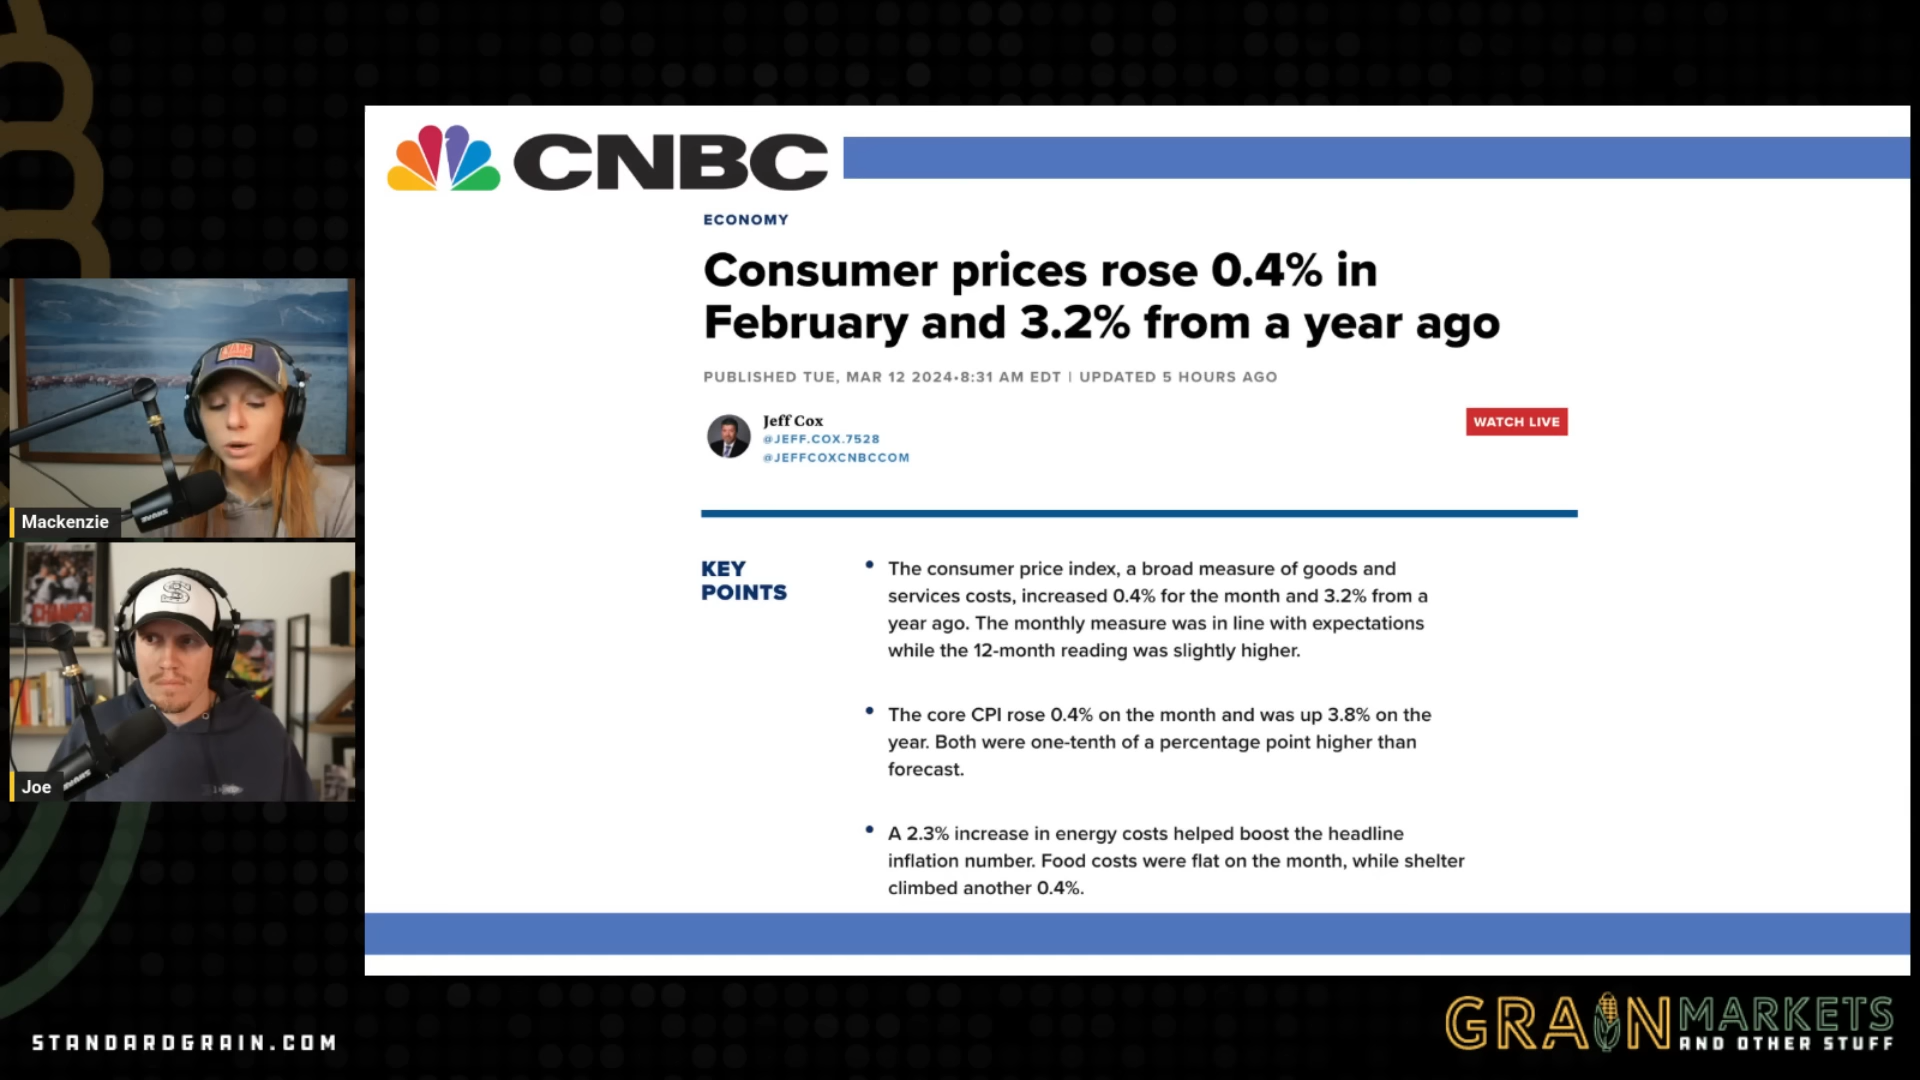 CNBC
ECONOMY
Consumer prices rose 0.4% in
February and 3.2% from a year ago
PUBLISHED TUE, MAR 12 2024•8:31 AM EDT | UPDATED 5 HOURS AGO
Jeff Cox
@JEFF.COX.7528
@JEFFCOXCNBCCOM
WATCH LIVE
KEY
POINTS
• The consumer price index, a broad measure of goods and
services costs, increased 0.4% for the month and 3.2% from a
year ago. The monthly measure was in line with expectations
while the 12-month reading was slightly higher.
• The core CPI rose 0.4% on the month and was up 3.8% on the
year. Both were one-tenth of a percentage point higher than
forecast.
• A 2.3% increase in energy costs helped boost the headline
inflation number. Food costs were flat on the month, while shelter
climbed another 0.4%.
Mackenzie
CHAMPS!
Joe
STANDARDGRAIN.COM
GRAIN MARKETS
AND OTHER STUFF